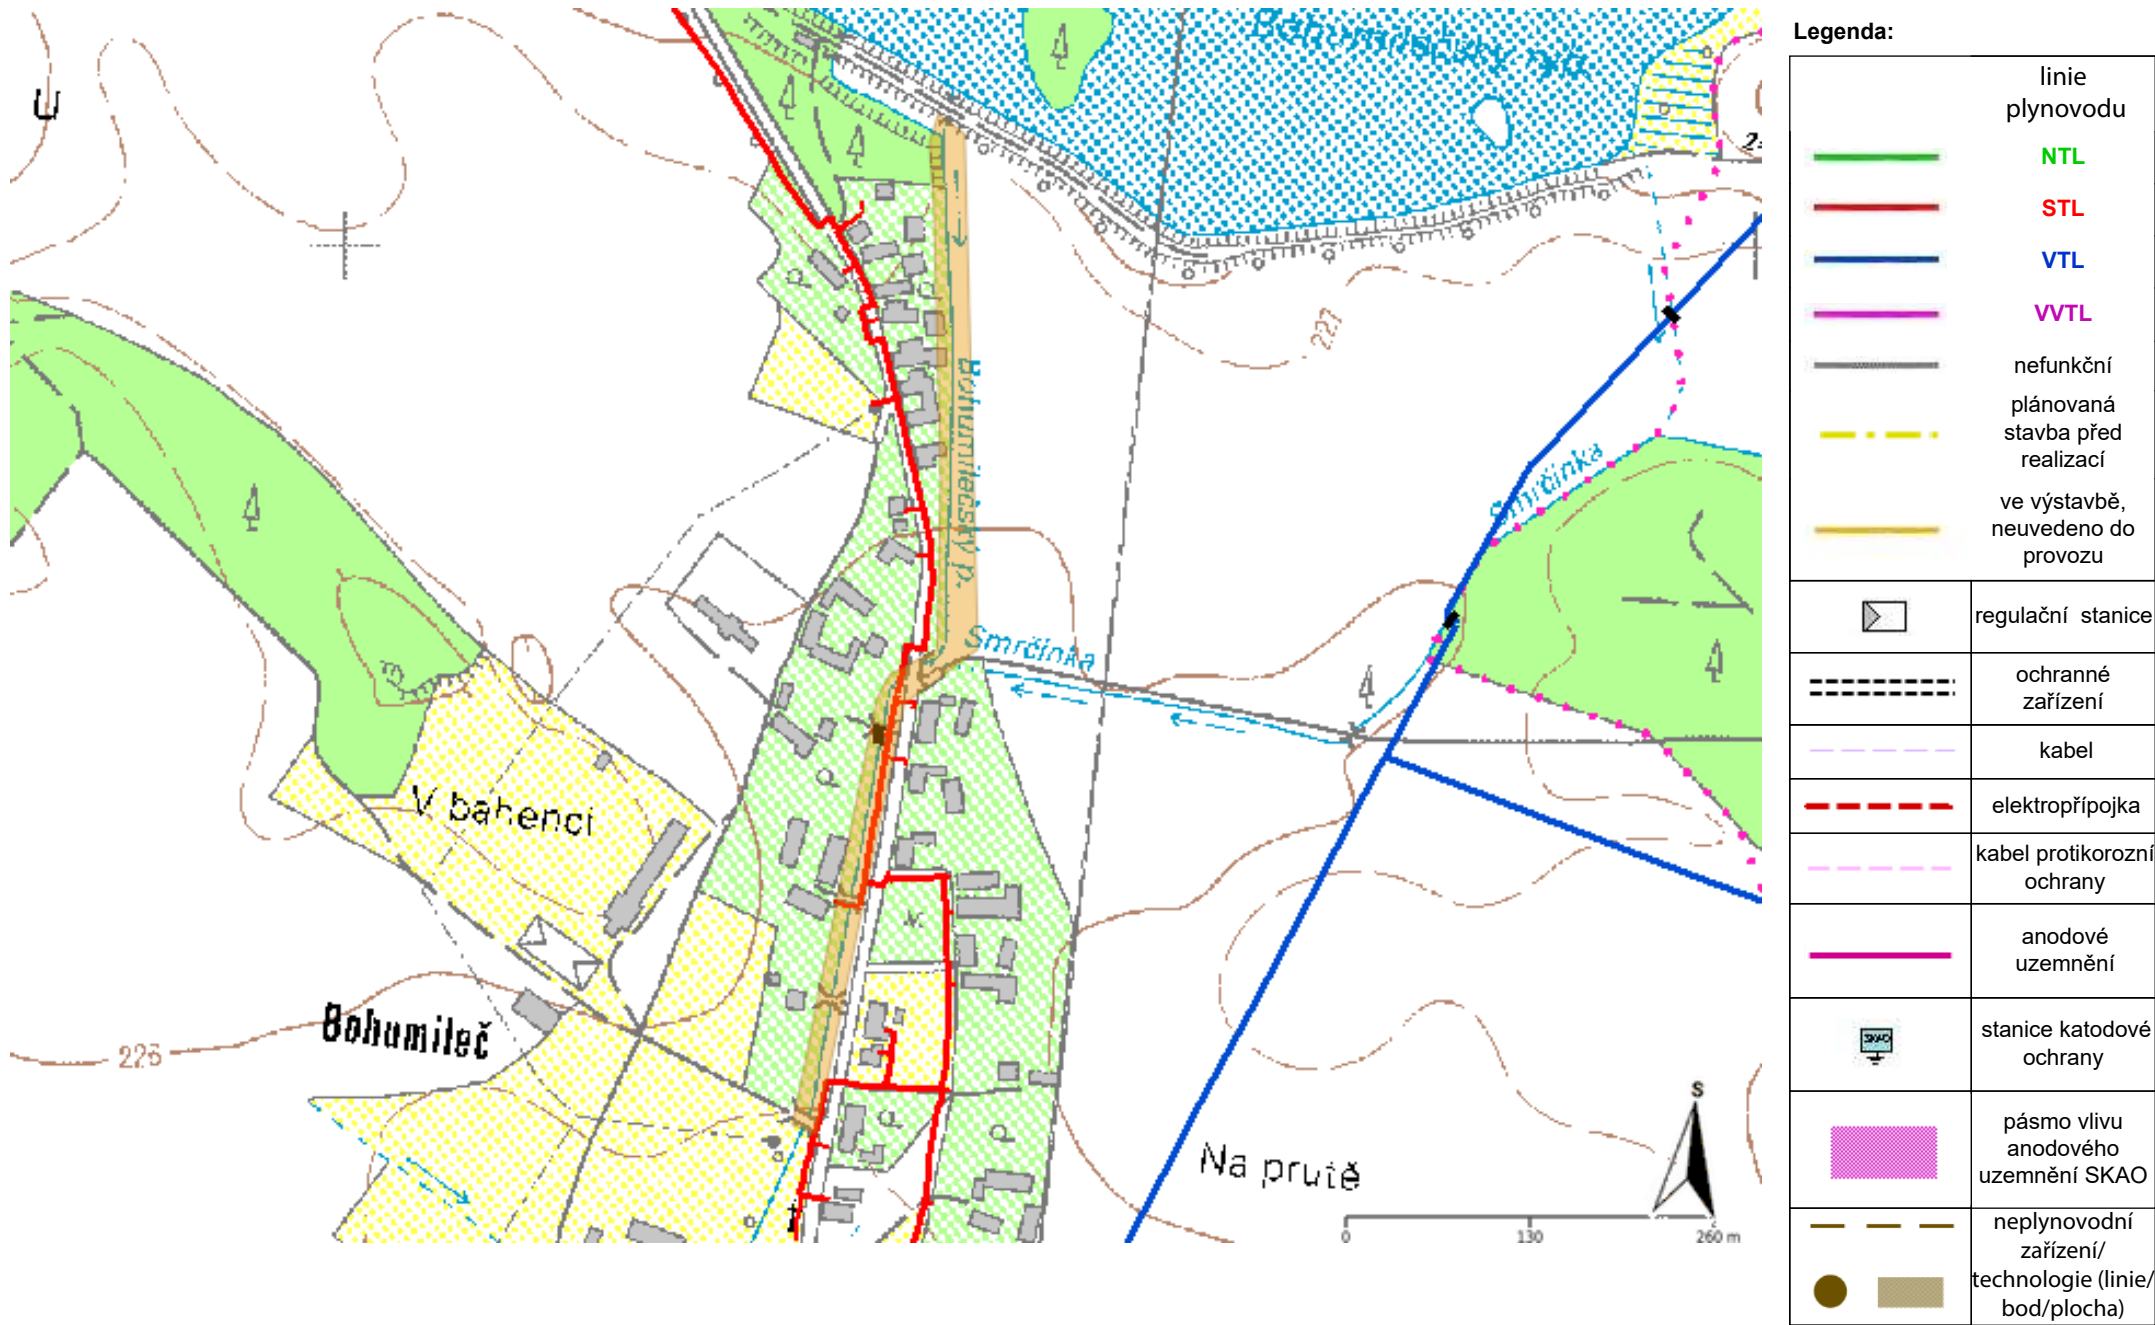 Legenda:
linie
plynovodu
NTL
STL
VTL
VVTL
nefunkční
plánovaná
stavba před
realizací
ve výstavbě,
neuvedeno do
provozu
regulační stanice
ochranné
zařízení
kabel
elektropřípojka
kabel protikorozní
ochrany
anodové
uzemnění
SKAO
stanice katodové
ochrany
pásmo vlivu
anodového
uzemnění SKAO
neplynovodní
zařízení/
technologie (linie/
bod/plocha)
U
227
Bohumilečský p.
Smrčinka
Smrčinka
V bahenci
Bohumileč
225
Na prutě
S
0 130 260 m